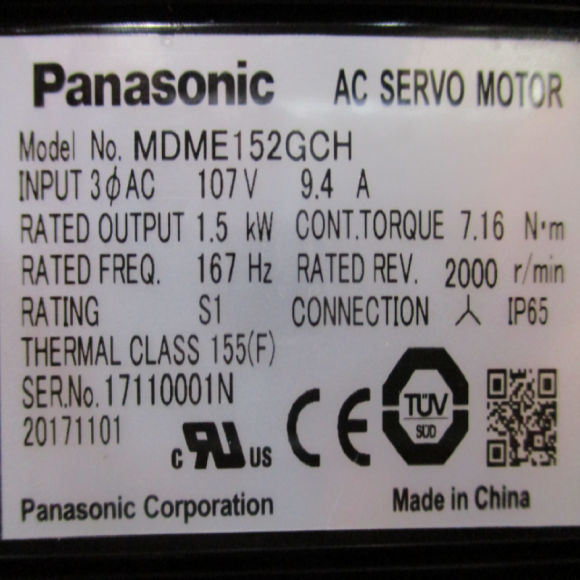 Panasonic AC SERVO MOTOR
Model No. MDME152GCH
INPUT 3ϕAC 107 V 9.4 A
RATED OUTPUT 1.5 kW CONT.TORQUE 7.16 N·m
RATED FREQ. 167 Hz RATED REV. 2000 r/min
RATING S1 CONNECTION 人 IP65
THERMAL CLASS 155(F)
SER.No. 17110001N
20171101
c RU US CE TÜV SÜD
Panasonic Corporation Made in China